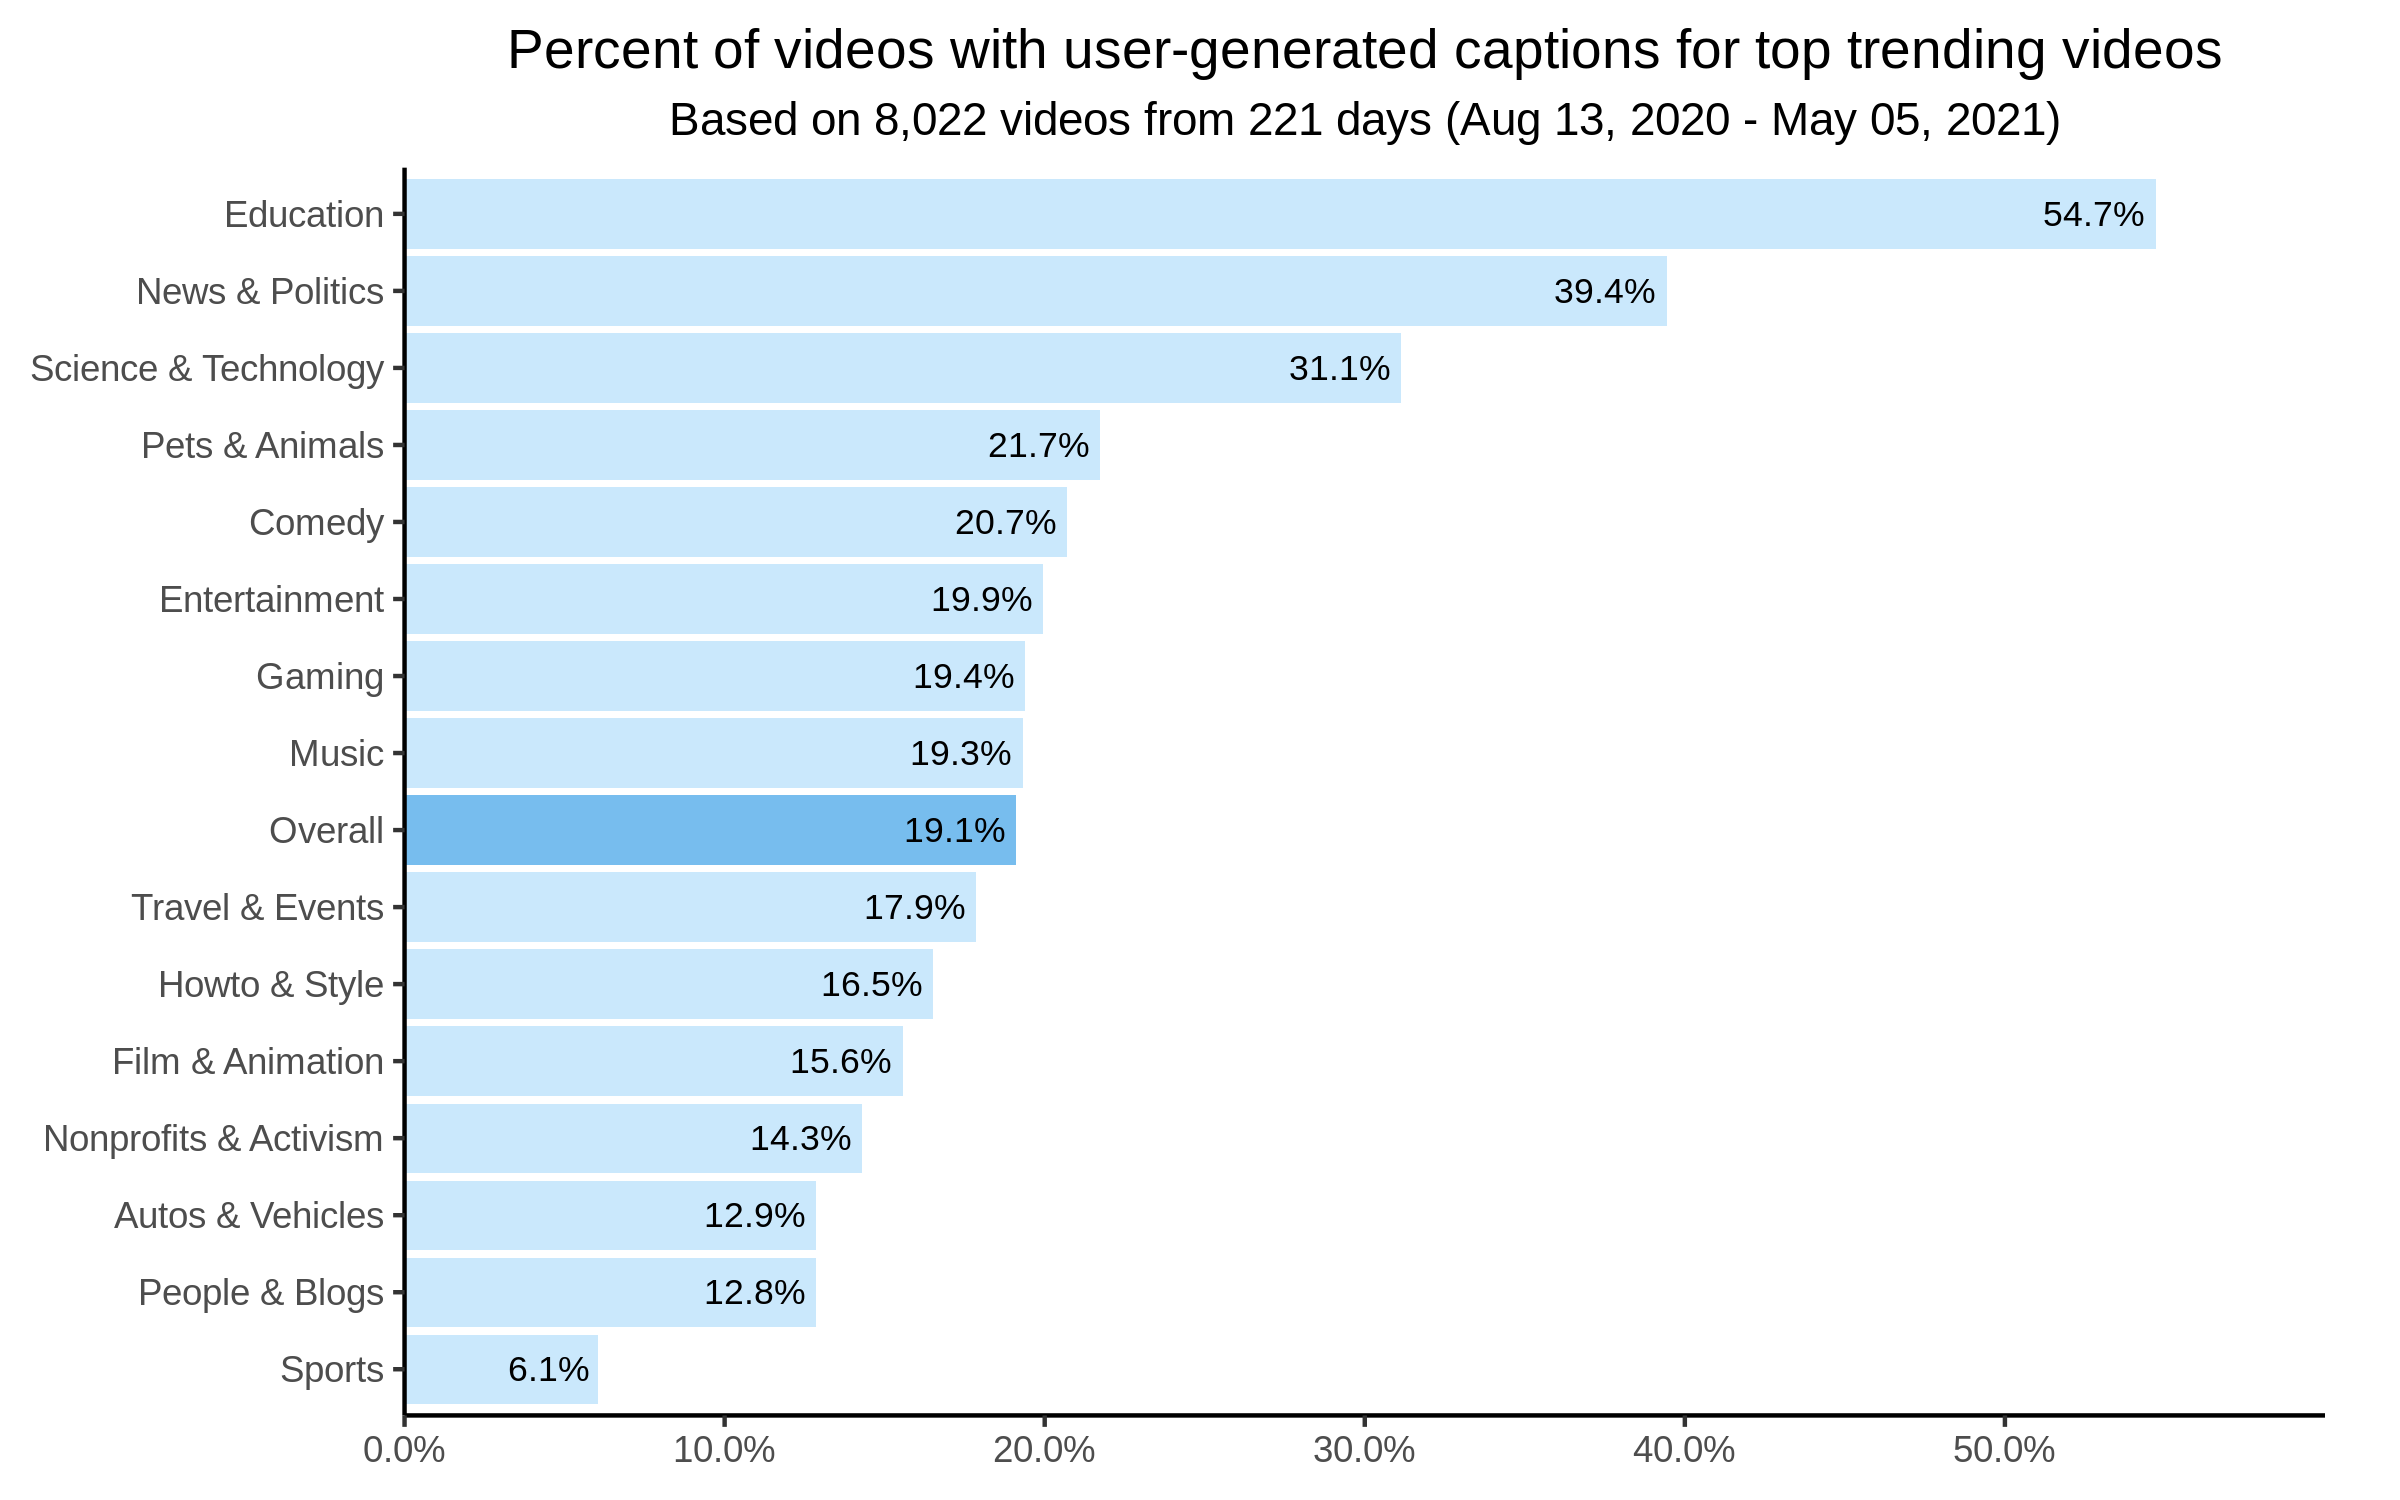 Percent of videos with user-generated captions for top trending videos
Based on 8,022 videos from 221 days (Aug 13, 2020 - May 05, 2021)
Education 54.7%
News & Politics 39.4%
Science & Technology 31.1%
Pets & Animals 21.7%
Comedy 20.7%
Entertainment 19.9%
Gaming 19.4%
Music 19.3%
Overall 19.1%
Travel & Events 17.9%
Howto & Style 16.5%
Film & Animation 15.6%
Nonprofits & Activism 14.3%
Autos & Vehicles 12.9%
People & Blogs 12.8%
Sports 6.1%
0.0% 10.0% 20.0% 30.0% 40.0% 50.0%